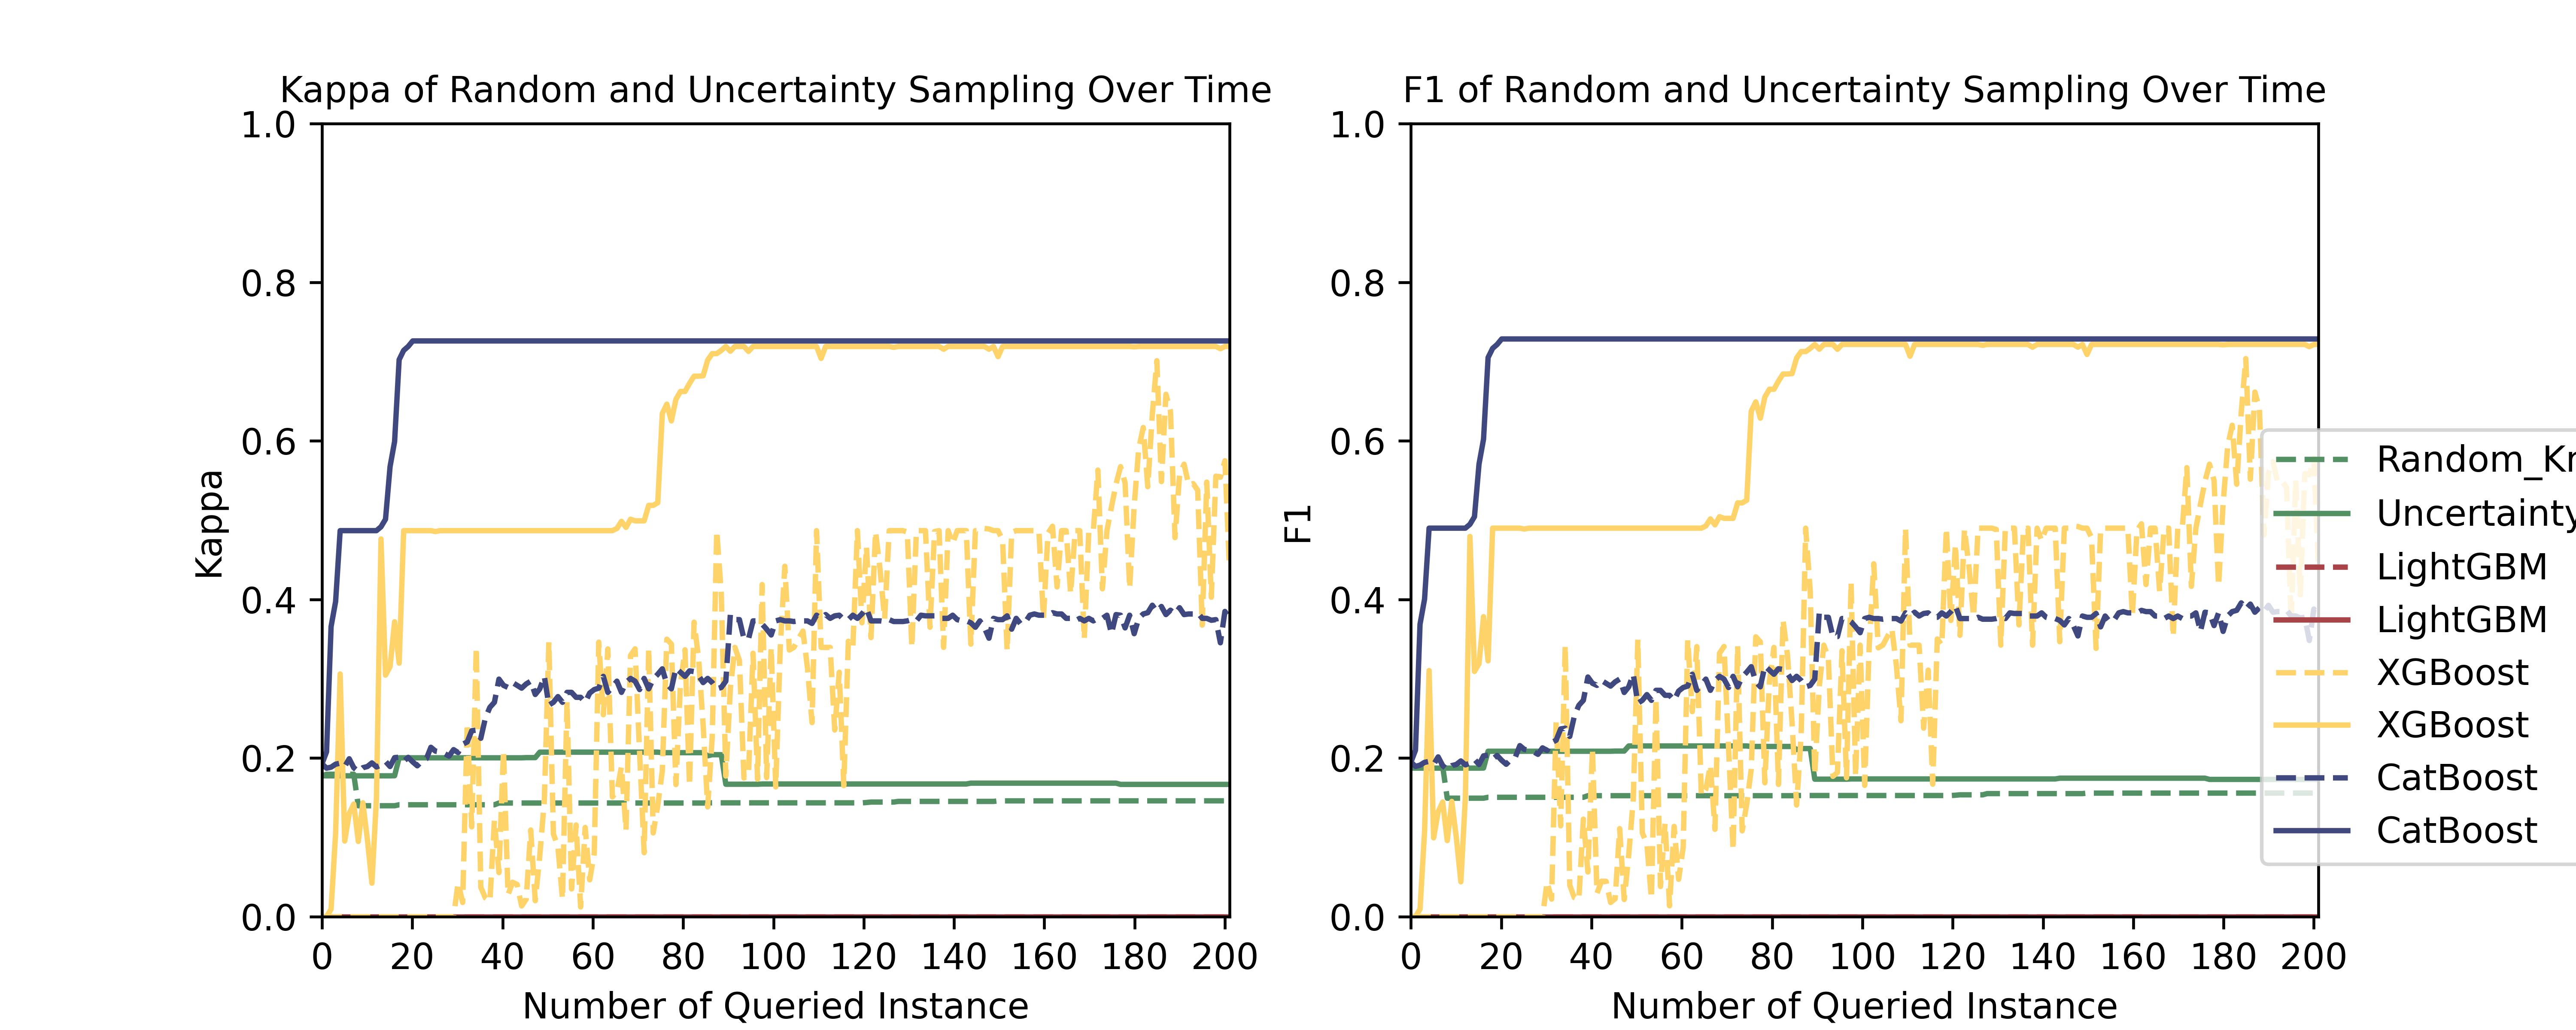 Kappa of Random and Uncertainty Sampling Over Time
1.0
0.8
0.6
0.4
0.2
0.0
Kappa
0 20 40 60 80 100 120 140 160 180 200
Number of Queried Instance
F1 of Random and Uncertainty Sampling Over Time
1.0
0.8
0.6
0.4
0.2
0.0
F1
0 20 40 60 80 100 120 140 160 180 200
Number of Queried Instance
Uncertainty
LightGBM
LightGBM
XGBoost
XGBoost
CatBoost
CatBoost